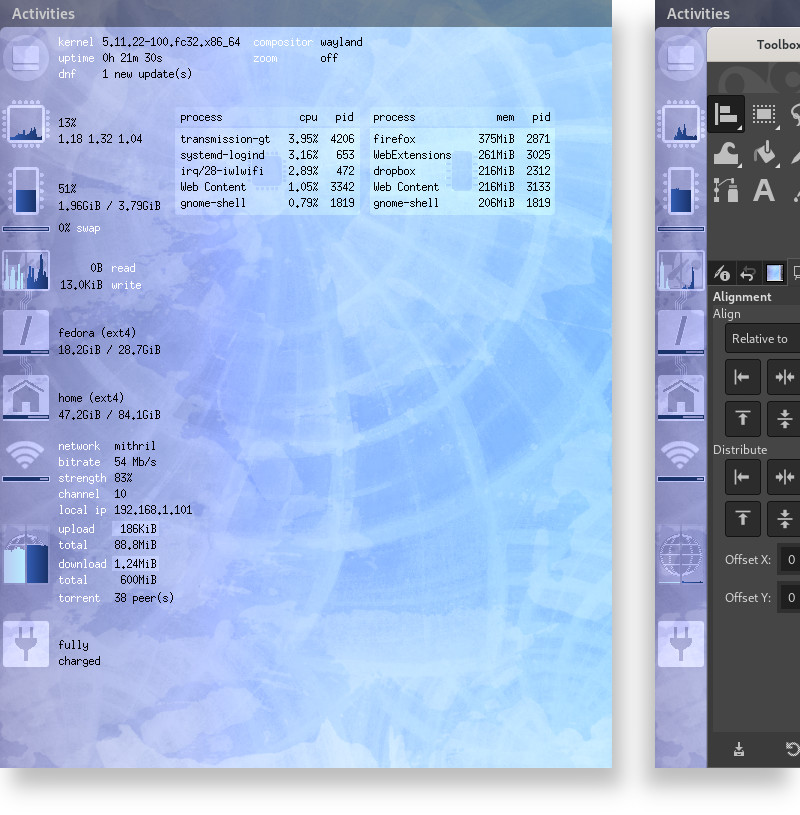 Activities
kernel 5.11.22-100.fc32.x86_64 compositor wayland
uptime 0h 21m 30s zoom off
dnf 1 new update(s)
13%
1.18 1.32 1.04
process cpu pid
transmission-gt 3.95% 4206
systemd-logind 3.16% 653
irq/28-iwlwifi 2.89% 472
Web Content 1.05% 3342
gnome-shell 0.79% 1819
process mem pid
firefox 375MiB 2871
WebExtensions 261MiB 3025
dropbox 216MiB 2312
Web Content 216MiB 3133
gnome-shell 206MiB 1819
51%
1.96GiB / 3.79GiB
0% swap
0B read
13.0KiB write
fedora (ext4)
18.2GiB / 28.7GiB
home (ext4)
47.2GiB / 84.1GiB
network mithril
bitrate 54 Mb/s
strength 83%
channel 10
local ip 192.168.1.101
upload 186KiB
total 88.8MiB
download 1.24MiB
total 600MiB
torrent 38 peer(s)
fully
charged
Activities
Toolbox
Alignment
Align
Relative to
Distribute
Offset X: 0
Offset Y: 0